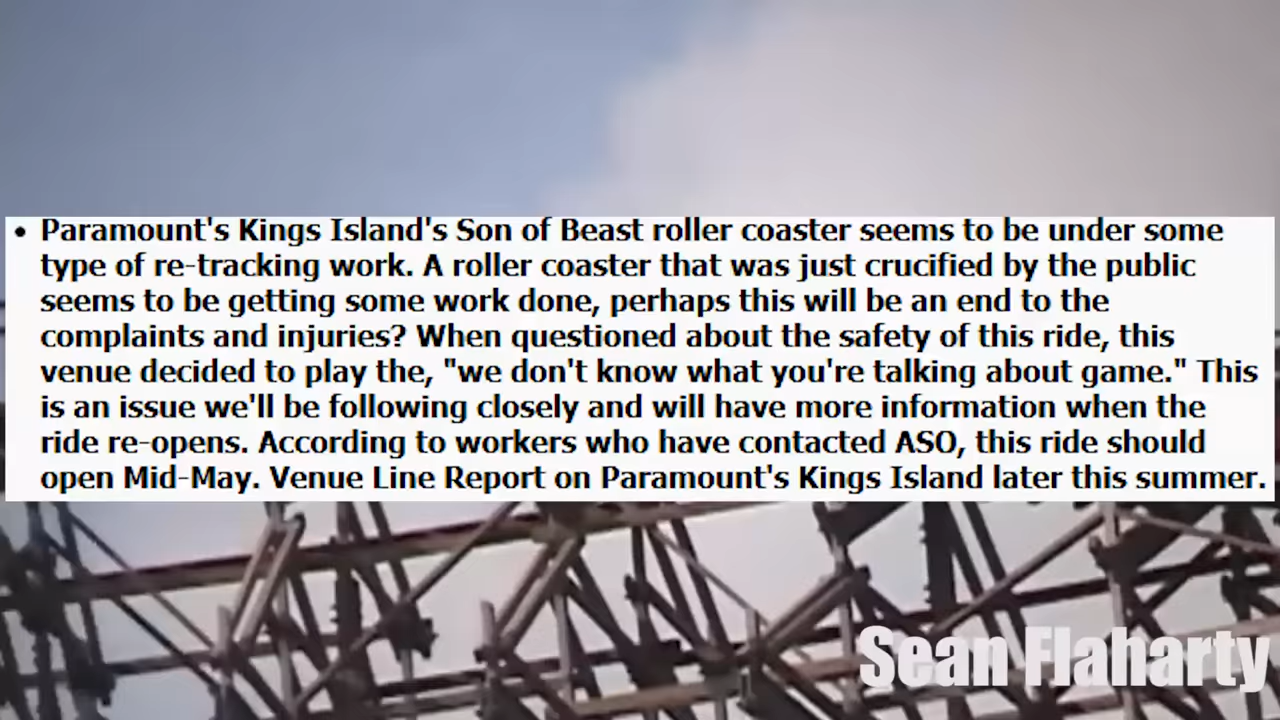 • Paramount's Kings Island's Son of Beast roller coaster seems to be under some
type of re-tracking work. A roller coaster that was just crucified by the public
seems to be getting some work done, perhaps this will be an end to the
complaints and injuries? When questioned about the safety of this ride, this
venue decided to play the, "we don't know what you're talking about game." This
is an issue we'll be following closely and will have more information when the
ride re-opens. According to workers who have contacted ASO, this ride should
open Mid-May. Venue Line Report on Paramount's Kings Island later this summer.
Sean Flaharty